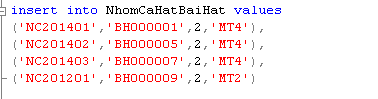 insert into NhomCaHatBaiHat values
('NC201401','BH000001',2,'MT4'),
('NC201402','BH000005',2,'MT4'),
('NC201403','BH000007',2,'MT4'),
('NC201201','BH000009',2,'MT2')